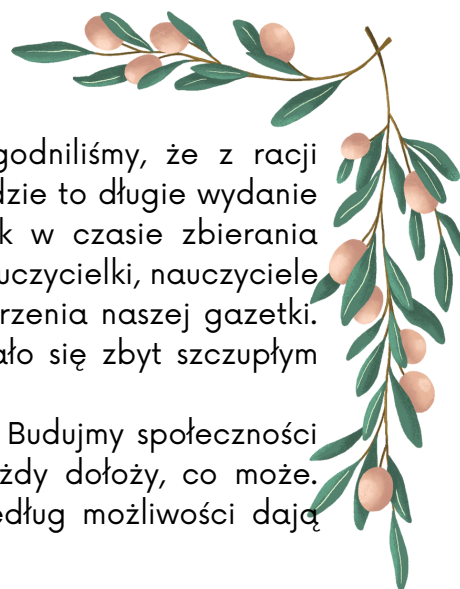 godniliśmy, że z racji
dzie to długie wydanie
k w czasie zbierania
uczycielki, nauczyciele
rzenia naszej gazetki.
ało się zbyt szczupłym
Budujmy społeczności
żdy dołoży, co może.
edług możliwości dają